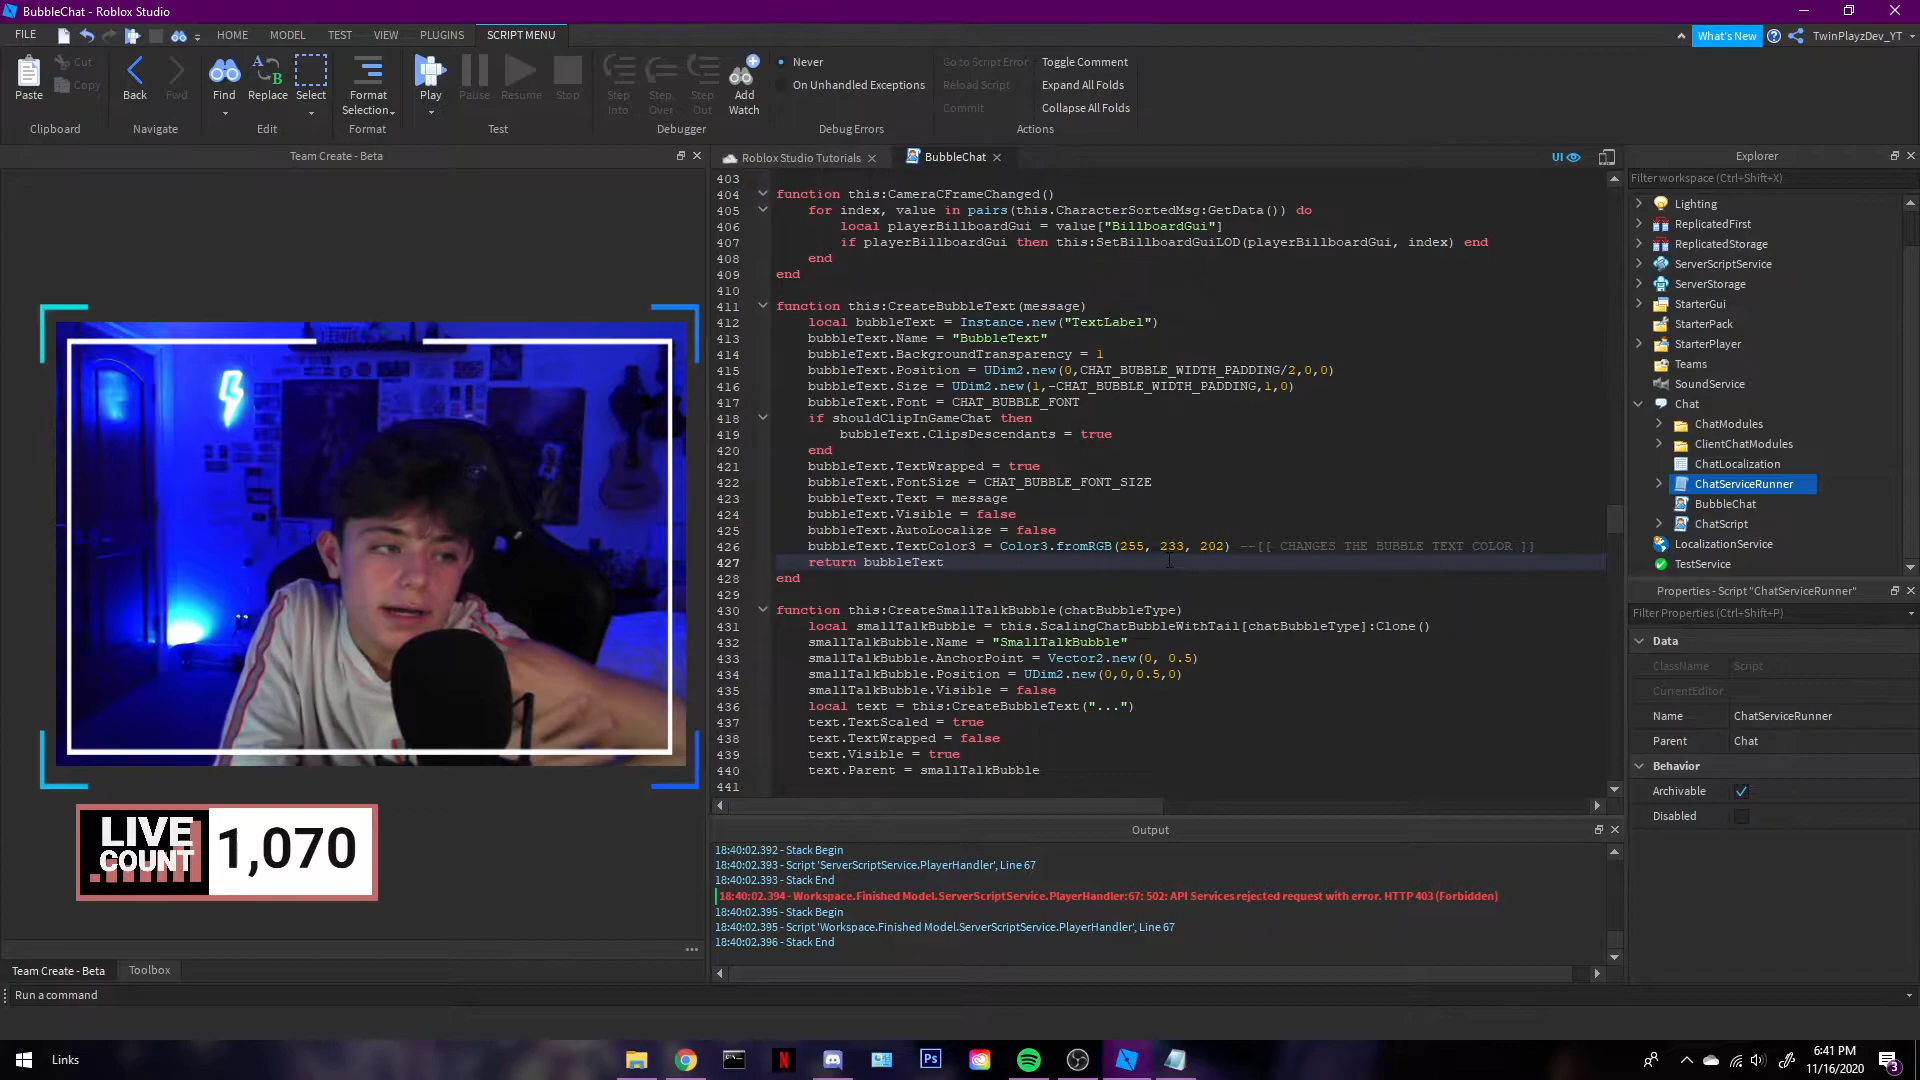 BubbleChat - Roblox Studio
FILE
HOME
MODEL
TEST
VIEW
PLUGINS
SCRIPT MENU
What's New
TwinPlayzDev_YT
Paste
Cut
Copy
Clipboard
Back
Fwd
Navigate
Find
Replace
Select
Edit
Format Selection
Format
Play
Pause
Resume
Stop
Test
Step Into
Step Over
Step Out
Add Watch
Debugger
Never
On Unhandled Exceptions
Debug Errors
Go to Script Error
Reload Script
Commit
Toggle Comment
Expand All Folds
Collapse All Folds
Actions
Team Create - Beta
LIVE COUNT
1,070
Team Create - Beta
Toolbox
Run a command
Roblox Studio Tutorials
BubbleChat
UI
403
404 function this:CameraCFrameChanged()
405 for index, value in pairs(this.CharacterSortedMsg:GetData()) do
406 local playerBillboardGui = value["BillboardGui"]
407 if playerBillboardGui then this:SetBillboardGuiLOD(playerBillboardGui, index) end
408 end
409 end
410
411 function this:CreateBubbleText(message)
412 local bubbleText = Instance.new("TextLabel")
413 bubbleText.Name = "BubbleText"
414 bubbleText.BackgroundTransparency = 1
415 bubbleText.Position = UDim2.new(0,CHAT_BUBBLE_WIDTH_PADDING/2,0,0)
416 bubbleText.Size = UDim2.new(1,-CHAT_BUBBLE_WIDTH_PADDING,1,0)
417 bubbleText.Font = CHAT_BUBBLE_FONT
418 if shouldClipInGameChat then
419 bubbleText.ClipsDescendants = true
420 end
421 bubbleText.TextWrapped = true
422 bubbleText.FontSize = CHAT_BUBBLE_FONT_SIZE
423 bubbleText.Text = message
424 bubbleText.Visible = false
425 bubbleText.AutoLocalize = false
426 bubbleText.TextColor3 = Color3.fromRGB(255, 233, 202) --[[ CHANGES THE BUBBLE TEXT COLOR ]]
427 return bubbleText
428 end
429
430 function this:CreateSmallTalkBubble(chatBubbleType)
431 local smallTalkBubble = this.ScalingChatBubbleWithTail[chatBubbleType]:Clone()
432 smallTalkBubble.Name = "SmallTalkBubble"
433 smallTalkBubble.AnchorPoint = Vector2.new(0, 0.5)
434 smallTalkBubble.Position = UDim2.new(0,0,0.5,0)
435 smallTalkBubble.Visible = false
436 local text = this:CreateBubbleText("...")
437 text.TextScaled = true
438 text.TextWrapped = false
439 text.Visible = true
440 text.Parent = smallTalkBubble
441
Output
18:40:02.392 - Stack Begin
18:40:02.393 - Script 'ServerScriptService.PlayerHandler', Line 67
18:40:02.393 - Stack End
18:40:02.394 - Workspace.Finished Model.ServerScriptService.PlayerHandler:67: 502: API Services rejected request with error. HTTP 403 (Forbidden)
18:40:02.395 - Stack Begin
18:40:02.395 - Script 'Workspace.Finished Model.ServerScriptService.PlayerHandler', Line 67
18:40:02.396 - Stack End
Explorer
Filter workspace (Ctrl+Shift+X)
Lighting
ReplicatedFirst
ReplicatedStorage
ServerScriptService
ServerStorage
StarterGui
StarterPack
StarterPlayer
Teams
SoundService
Chat
ChatModules
ClientChatModules
ChatLocalization
ChatServiceRunner
BubbleChat
ChatScript
LocalizationService
TestService
Properties - Script "ChatServiceRunner"
Filter Properties (Ctrl+Shift+P)
Data
ClassName Script
CurrentEditor
Name ChatServiceRunner
Parent Chat
Behavior
Archivable
Disabled
Links
Ps
6:41 PM
11/16/2020
3